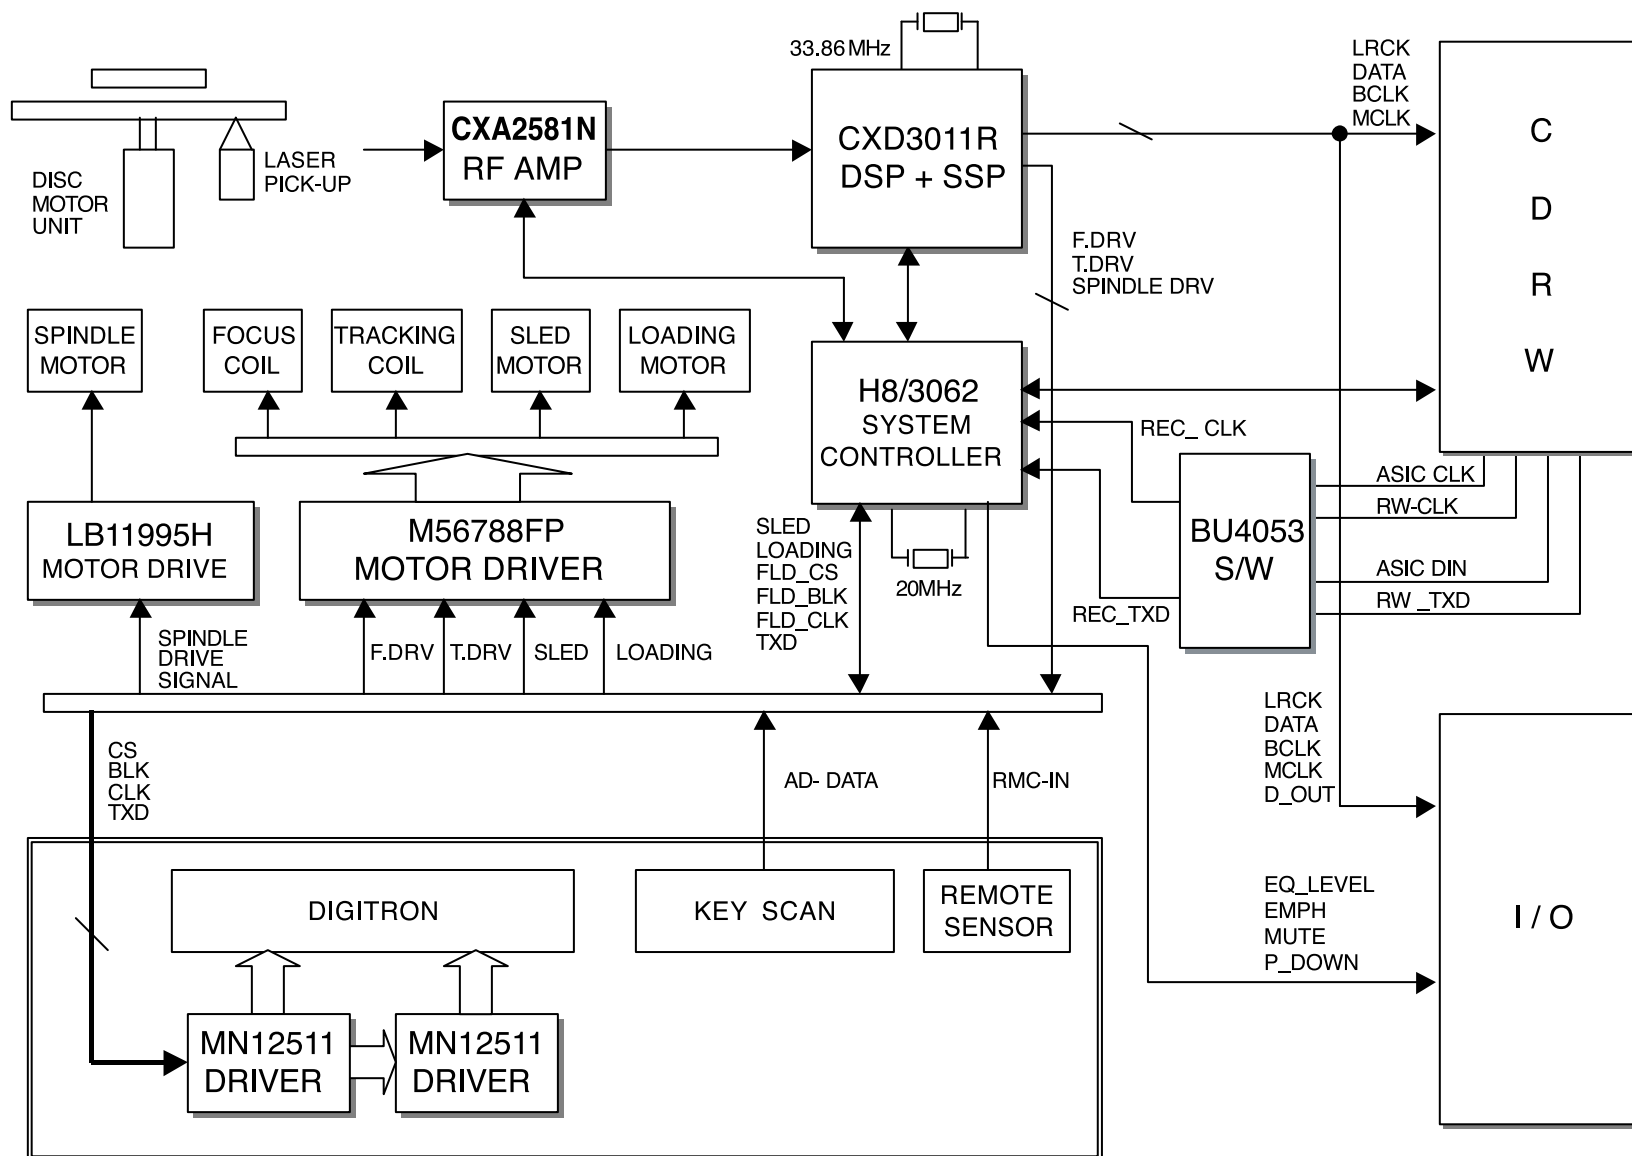 33.86 MHz
LRCK
DATA
BCLK
MCLK
CXA2581N
RF AMP
CXD3011R
DSP + SSP
C
D
R
W
LASER
PICK-UP
DISC
MOTOR
UNIT
F.DRV
T.DRV
SPINDLE DRV
SPINDLE
MOTOR
FOCUS
COIL
TRACKING
COIL
SLED
MOTOR
LOADING
MOTOR
H8/3062
SYSTEM
CONTROLLER
REC_ CLK
ASIC CLK
RW-CLK
BU4053
S/W
ASIC DIN
RW _TXD
REC_TXD
LB11995H
MOTOR DRIVE
M56788FP
MOTOR DRIVER
SLED
LOADING
FLD_CS
FLD_BLK
FLD_CLK
TXD
20MHz
SPINDLE
DRIVE
SIGNAL
F.DRV
T.DRV
SLED
LOADING
LRCK
DATA
BCLK
MCLK
D_OUT
CS
BLK
CLK
TXD
AD- DATA
RMC-IN
DIGITRON
KEY SCAN
REMOTE
SENSOR
EQ_LEVEL
EMPH
MUTE
P_DOWN
I / O
MN12511
DRIVER
MN12511
DRIVER